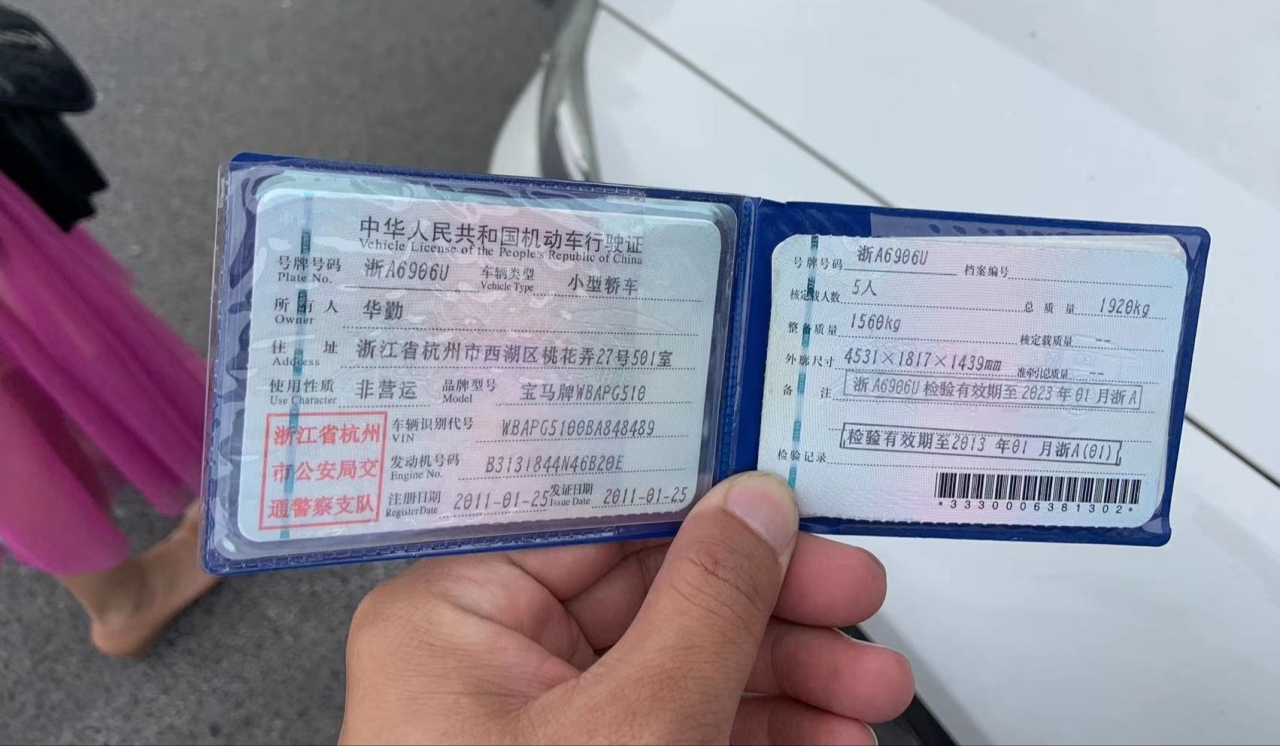 中华人民共和国机动车行驶证
Vehicle License of the People's Republic of China
号牌号码 浙A6906U 车辆类型 小型轿车
Plate No. Vehicle Type
所有人 华勤
Owner
住址 浙江省杭州市西湖区桃花弄27号501室
Address
使用性质 非营运 品牌型号 宝马牌WBAPG510
Use Character Model
浙江省杭州
市公安局交
通警察支队
车辆识别代号 WBAPG5100BA848489
VIN
发动机号码 B3131844N46B20E
Engine No.
注册日期 2011-01-25 发证日期 2011-01-25
Register Date Issue Date
号牌号码 浙A6906U 档案编号
核定载人数 5人 总质量 1920kg
整备质量 1560kg 核定载质量 --
外廓尺寸 4531×1817×1439mm 准牵引总质量 --
备注 浙A6906U检验有效期至2023年01月浙A
检验有效期至2013年01月浙A(01)
检验记录
*3330006381302*